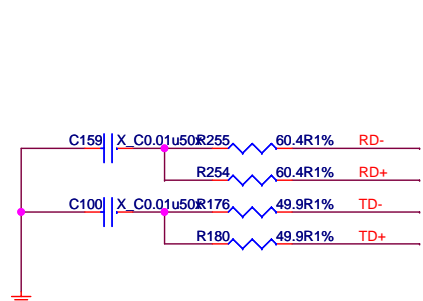 C159 X_C0.01u50x R255 60.4R1% RD-
R254 60.4R1% RD+
C100 X_C0.01u50x R176 49.9R1% TD-
R180 49.9R1% TD+